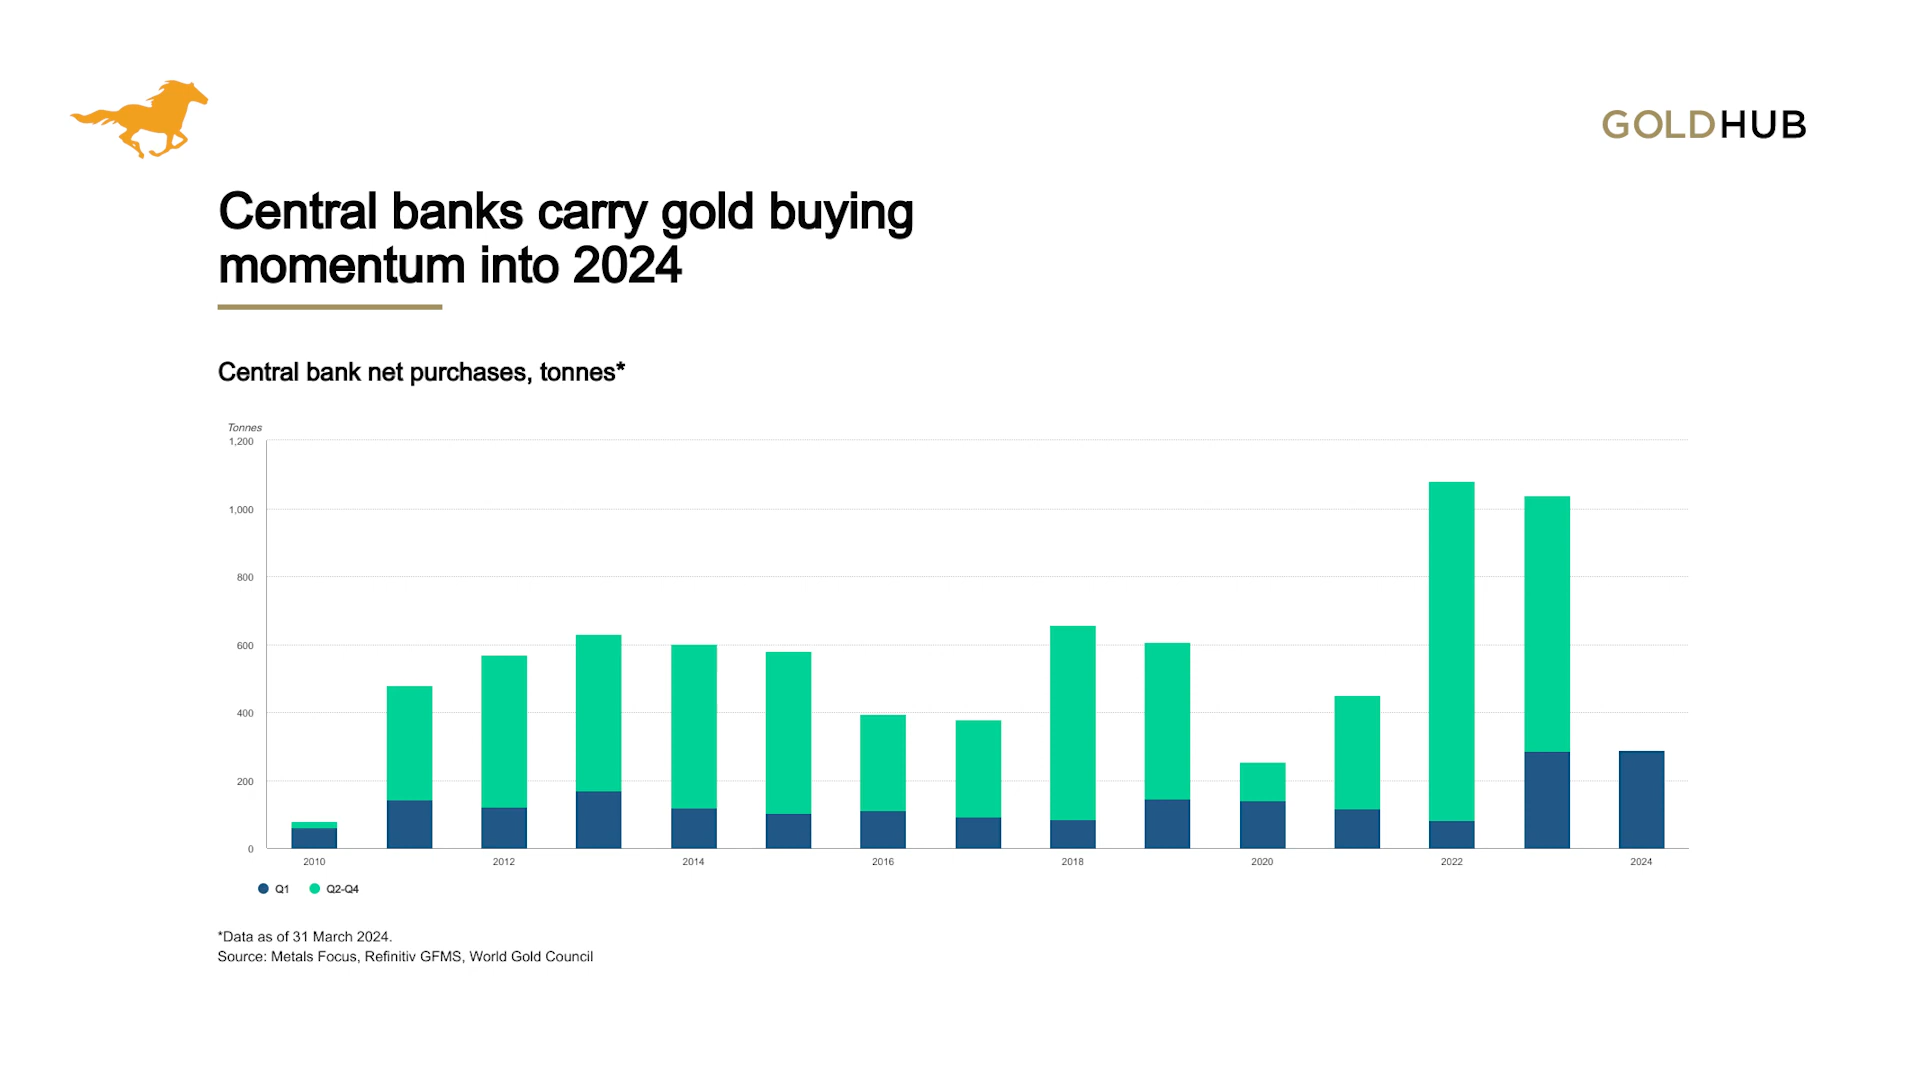 GOLDHUB
Central banks carry gold buying
momentum into 2024
Central bank net purchases, tonnes*
Tonnes
1,200
1,000
800
600
400
200
0
2010 2012 2014 2016 2018 2020 2022 2024
Q1 Q2-Q4
*Data as of 31 March 2024.
Source: Metals Focus, Refinitiv GFMS, World Gold Council